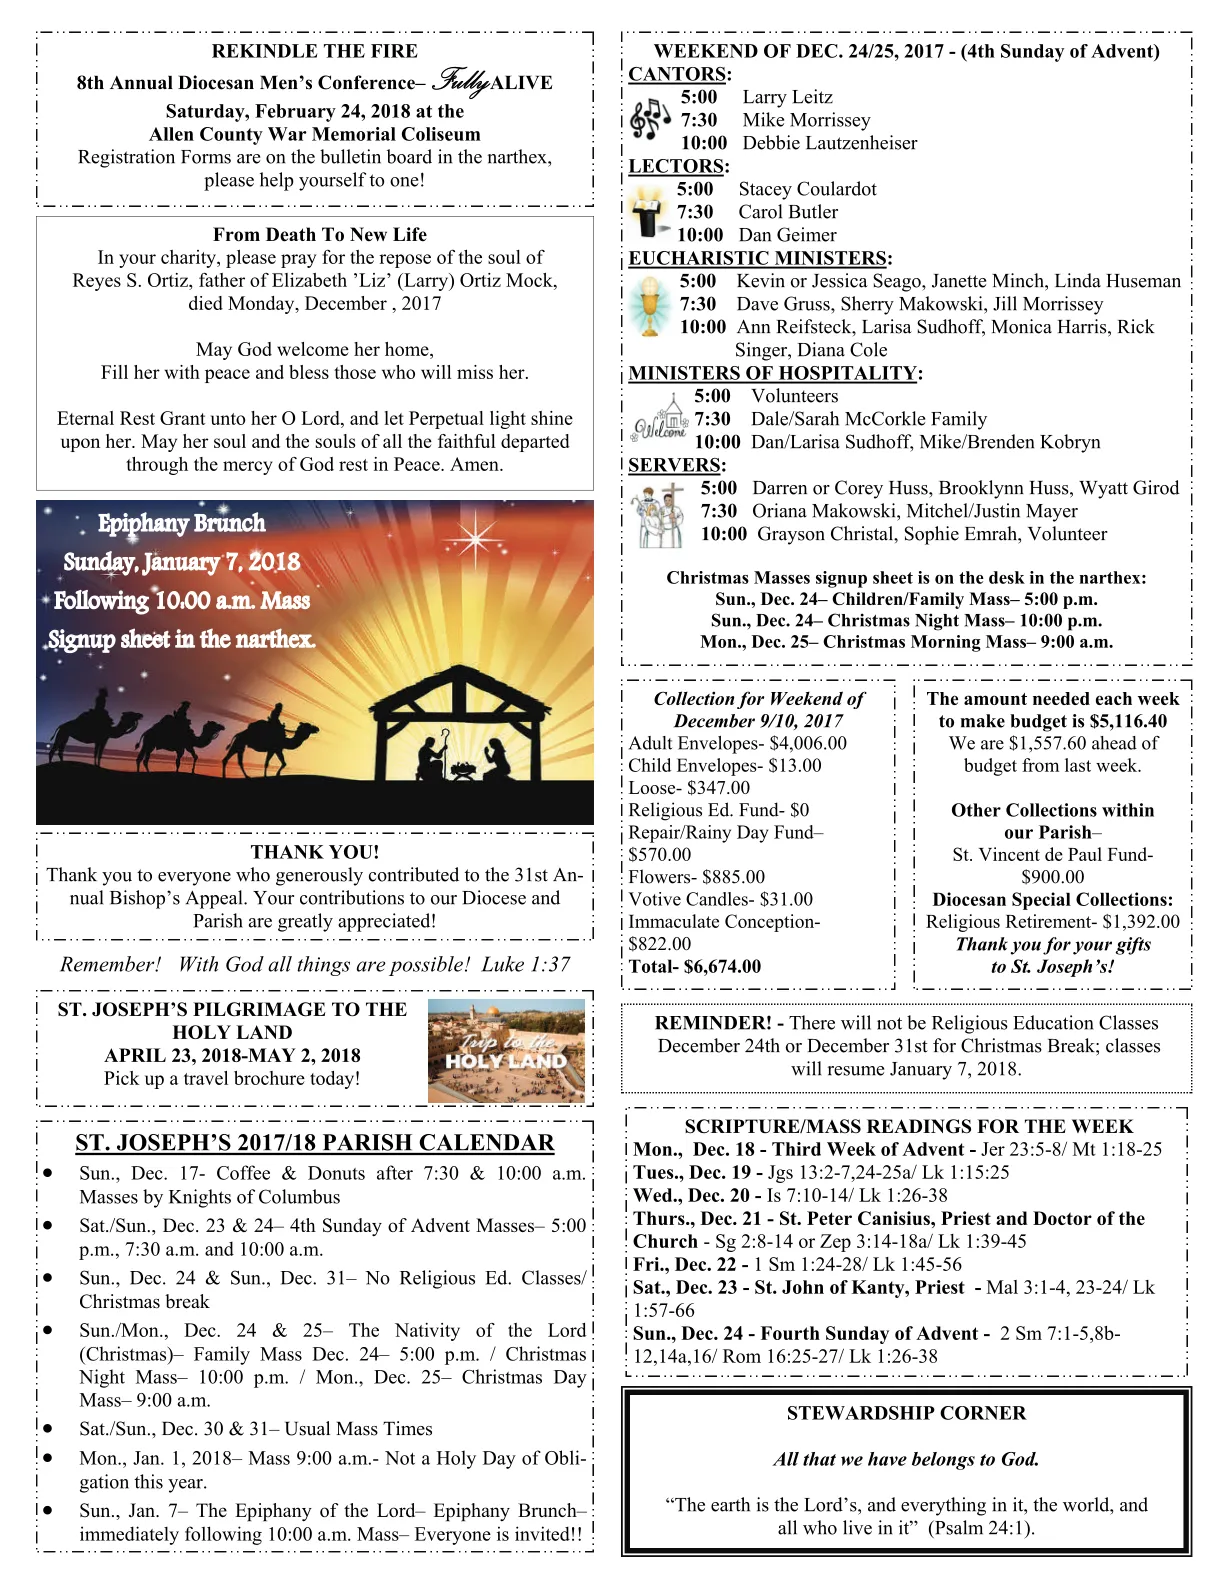 REKINDLE THE FIRE
8th Annual Diocesan Men's Conference– Fully ALIVE
Saturday, February 24, 2018 at the
Allen County War Memorial Coliseum
Registration Forms are on the bulletin board in the narthex,
please help yourself to one!
From Death To New Life
In your charity, please pray for the repose of the soul of
Reyes S. Ortiz, father of Elizabeth ’Liz’ (Larry) Ortiz Mock,
died Monday, December , 2017
May God welcome her home,
Fill her with peace and bless those who will miss her.
Eternal Rest Grant unto her O Lord, and let Perpetual light shine
upon her. May her soul and the souls of all the faithful departed
through the mercy of God rest in Peace. Amen.
Epiphany Brunch
Sunday, January 7, 2018
Following 10:00 a.m. Mass
Signup sheet in the narthex.
THANK YOU!
Thank you to everyone who generously contributed to the 31st An-
nual Bishop’s Appeal. Your contributions to our Diocese and
Parish are greatly appreciated!
Remember! With God all things are possible! Luke 1:37
ST. JOSEPH’S PILGRIMAGE TO THE
HOLY LAND
APRIL 23, 2018-MAY 2, 2018
Pick up a travel brochure today!
Trip to the
HOLY LAND
ST. JOSEPH’S 2017/18 PARISH CALENDAR
• Sun., Dec. 17- Coffee & Donuts after 7:30 & 10:00 a.m.
Masses by Knights of Columbus
• Sat./Sun., Dec. 23 & 24– 4th Sunday of Advent Masses– 5:00
p.m., 7:30 a.m. and 10:00 a.m.
• Sun., Dec. 24 & Sun., Dec. 31– No Religious Ed. Classes/
Christmas break
• Sun./Mon., Dec. 24 & 25– The Nativity of the Lord
(Christmas)– Family Mass Dec. 24– 5:00 p.m. / Christmas
Night Mass– 10:00 p.m. / Mon., Dec. 25– Christmas Day
Mass– 9:00 a.m.
• Sat./Sun., Dec. 30 & 31– Usual Mass Times
• Mon., Jan. 1, 2018– Mass 9:00 a.m.- Not a Holy Day of Obli-
gation this year.
• Sun., Jan. 7– The Epiphany of the Lord– Epiphany Brunch–
immediately following 10:00 a.m. Mass– Everyone is invited!!
WEEKEND OF DEC. 24/25, 2017 - (4th Sunday of Advent)
CANTORS:
5:00 Larry Leitz
7:30 Mike Morrissey
10:00 Debbie Lautzenheiser
LECTORS:
5:00 Stacey Coulardot
7:30 Carol Butler
10:00 Dan Geimer
EUCHARISTIC MINISTERS:
5:00 Kevin or Jessica Seago, Janette Minch, Linda Huseman
7:30 Dave Gruss, Sherry Makowski, Jill Morrissey
10:00 Ann Reifsteck, Larisa Sudhoff, Monica Harris, Rick
Singer, Diana Cole
MINISTERS OF HOSPITALITY:
5:00 Volunteers
Welcome
7:30 Dale/Sarah McCorkle Family
10:00 Dan/Larisa Sudhoff, Mike/Brenden Kobryn
SERVERS:
5:00 Darren or Corey Huss, Brooklynn Huss, Wyatt Girod
7:30 Oriana Makowski, Mitchel/Justin Mayer
10:00 Grayson Christal, Sophie Emrah, Volunteer
Christmas Masses signup sheet is on the desk in the narthex:
Sun., Dec. 24– Children/Family Mass– 5:00 p.m.
Sun., Dec. 24– Christmas Night Mass– 10:00 p.m.
Mon., Dec. 25– Christmas Morning Mass– 9:00 a.m.
Collection for Weekend of
December 9/10, 2017
Adult Envelopes- $4,006.00
Child Envelopes- $13.00
Loose- $347.00
Religious Ed. Fund- $0
Repair/Rainy Day Fund–
$570.00
Flowers- $885.00
Votive Candles- $31.00
Immaculate Conception-
$822.00
Total- $6,674.00
The amount needed each week
to make budget is $5,116.40
We are $1,557.60 ahead of
budget from last week.
Other Collections within
our Parish–
St. Vincent de Paul Fund-
$900.00
Diocesan Special Collections:
Religious Retirement- $1,392.00
Thank you for your gifts
to St. Joseph’s!
REMINDER! - There will not be Religious Education Classes
December 24th or December 31st for Christmas Break; classes
will resume January 7, 2018.
SCRIPTURE/MASS READINGS FOR THE WEEK
Mon., Dec. 18 - Third Week of Advent - Jer 23:5-8/ Mt 1:18-25
Tues., Dec. 19 - Jgs 13:2-7,24-25a/ Lk 1:15:25
Wed., Dec. 20 - Is 7:10-14/ Lk 1:26-38
Thurs., Dec. 21 - St. Peter Canisius, Priest and Doctor of the
Church - Sg 2:8-14 or Zep 3:14-18a/ Lk 1:39-45
Fri., Dec. 22 - 1 Sm 1:24-28/ Lk 1:45-56
Sat., Dec. 23 - St. John of Kanty, Priest - Mal 3:1-4, 23-24/ Lk
1:57-66
Sun., Dec. 24 - Fourth Sunday of Advent - 2 Sm 7:1-5,8b-
12,14a,16/ Rom 16:25-27/ Lk 1:26-38
STEWARDSHIP CORNER
All that we have belongs to God.
“The earth is the Lord’s, and everything in it, the world, and
all who live in it” (Psalm 24:1).